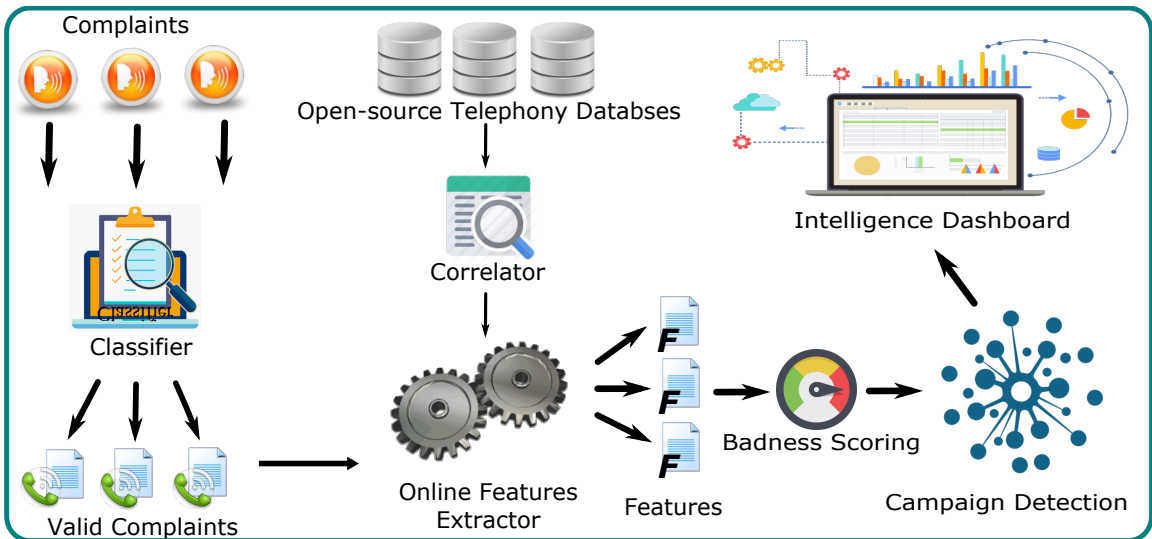 Complaints
Open-source Telephony Databses
Correlator
Classifier
Classifier
Valid Complaints
Online Features
Extractor
F
F
F
Features
Badness Scoring
Campaign Detection
Intelligence Dashboard